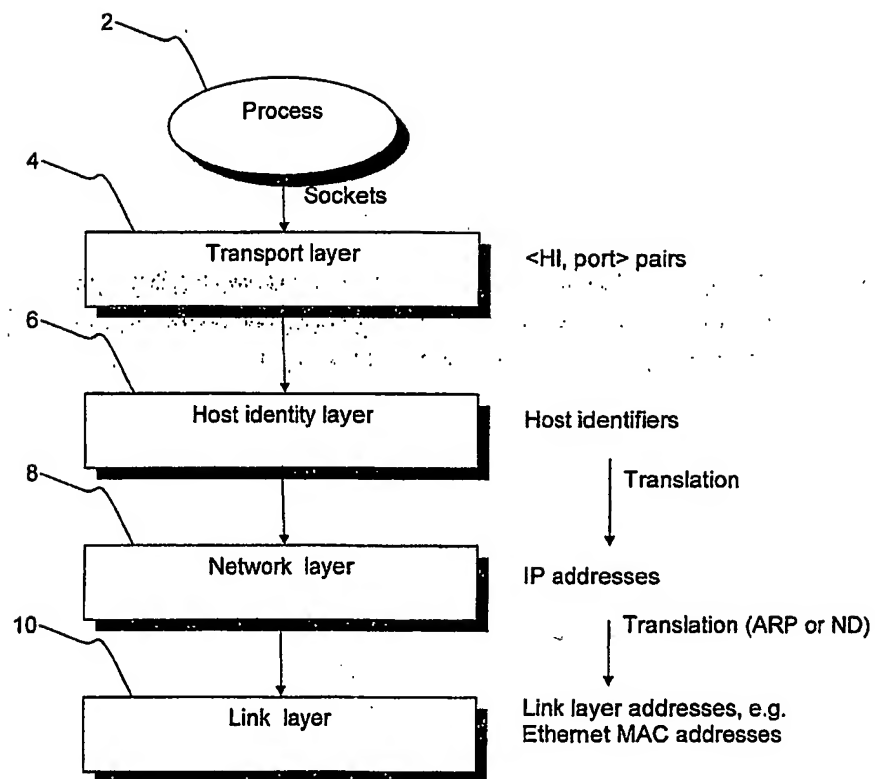 2
Process
Sockets
4
Transport layer
<HI, port> pairs
6
Host identity layer
Host identifiers
Translation
8
Network layer
IP addresses
Translation (ARP or ND)
10
Link layer
Link layer addresses, e.g.
Ethernet MAC addresses